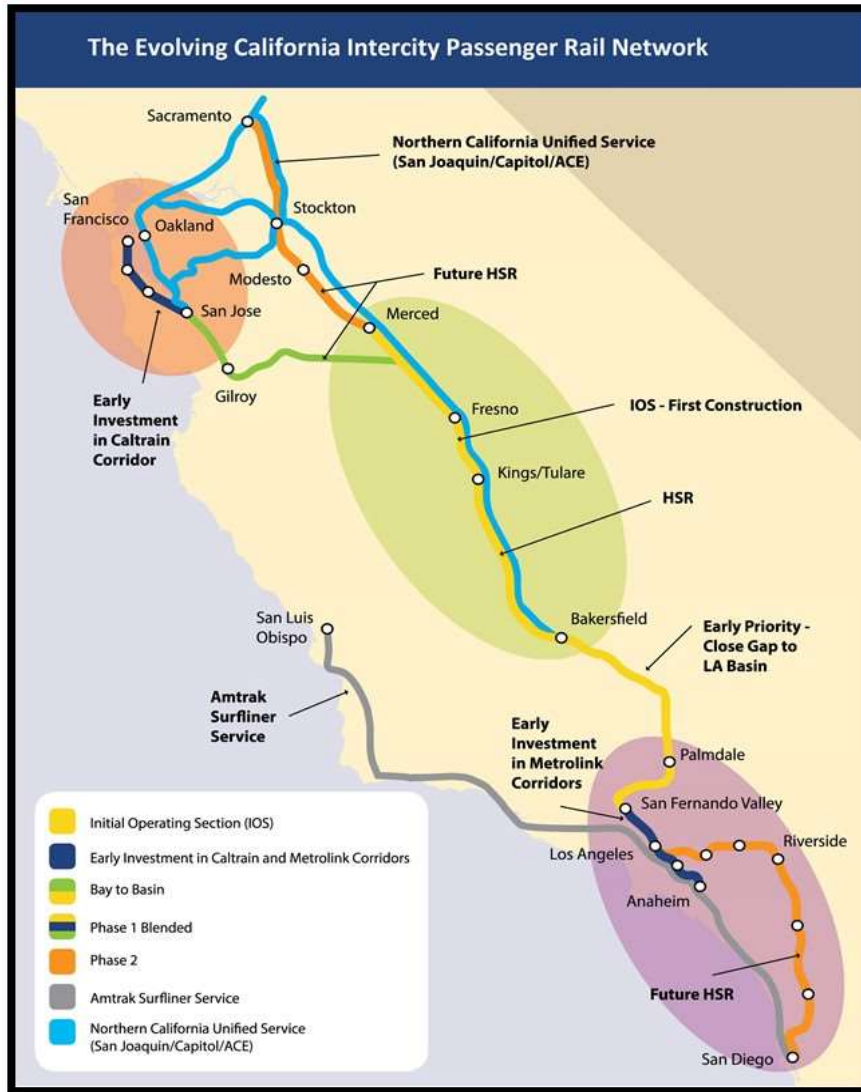 The Evolving California Intercity Passenger Rail Network
Sacramento
Northern California Unified Service
(San Joaquin/Capitol/ACE)
San
Francisco
Oakland
Stockton
Modesto
Future HSR
San Jose
Merced
Early
Investment
in Caltrain
Corridor
Gilroy
Fresno
IOS - First Construction
Kings/Tulare
HSR
San Luis
Obispo
Bakersfield
Early Priority -
Close Gap to
LA Basin
Amtrak
Surfliner
Service
Early
Investment
in Metrolink
Corridors
Palmdale
San Fernando Valley
Los Angeles
Riverside
Anaheim
Future HSR
San Diego
Initial Operating Section (IOS)
Early Investment in Caltrain and Metrolink Corridors
Bay to Basin
Phase 1 Blended
Phase 2
Amtrak Surfliner Service
Northern California Unified Service
(San Joaquin/Capitol/ACE)